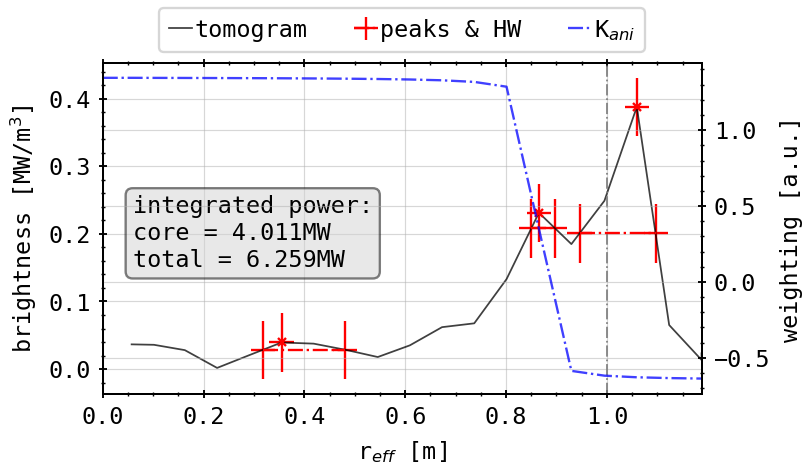 tomogram peaks & HW K_ani
brightness [MW/m³]
0.4
0.3
0.2
0.1
0.0
integrated power:
core = 4.011MW
total = 6.259MW
1.0
0.5
0.0
−0.5
weighting [a.u.]
0.0 0.2 0.4 0.6 0.8 1.0
r_eff [m]